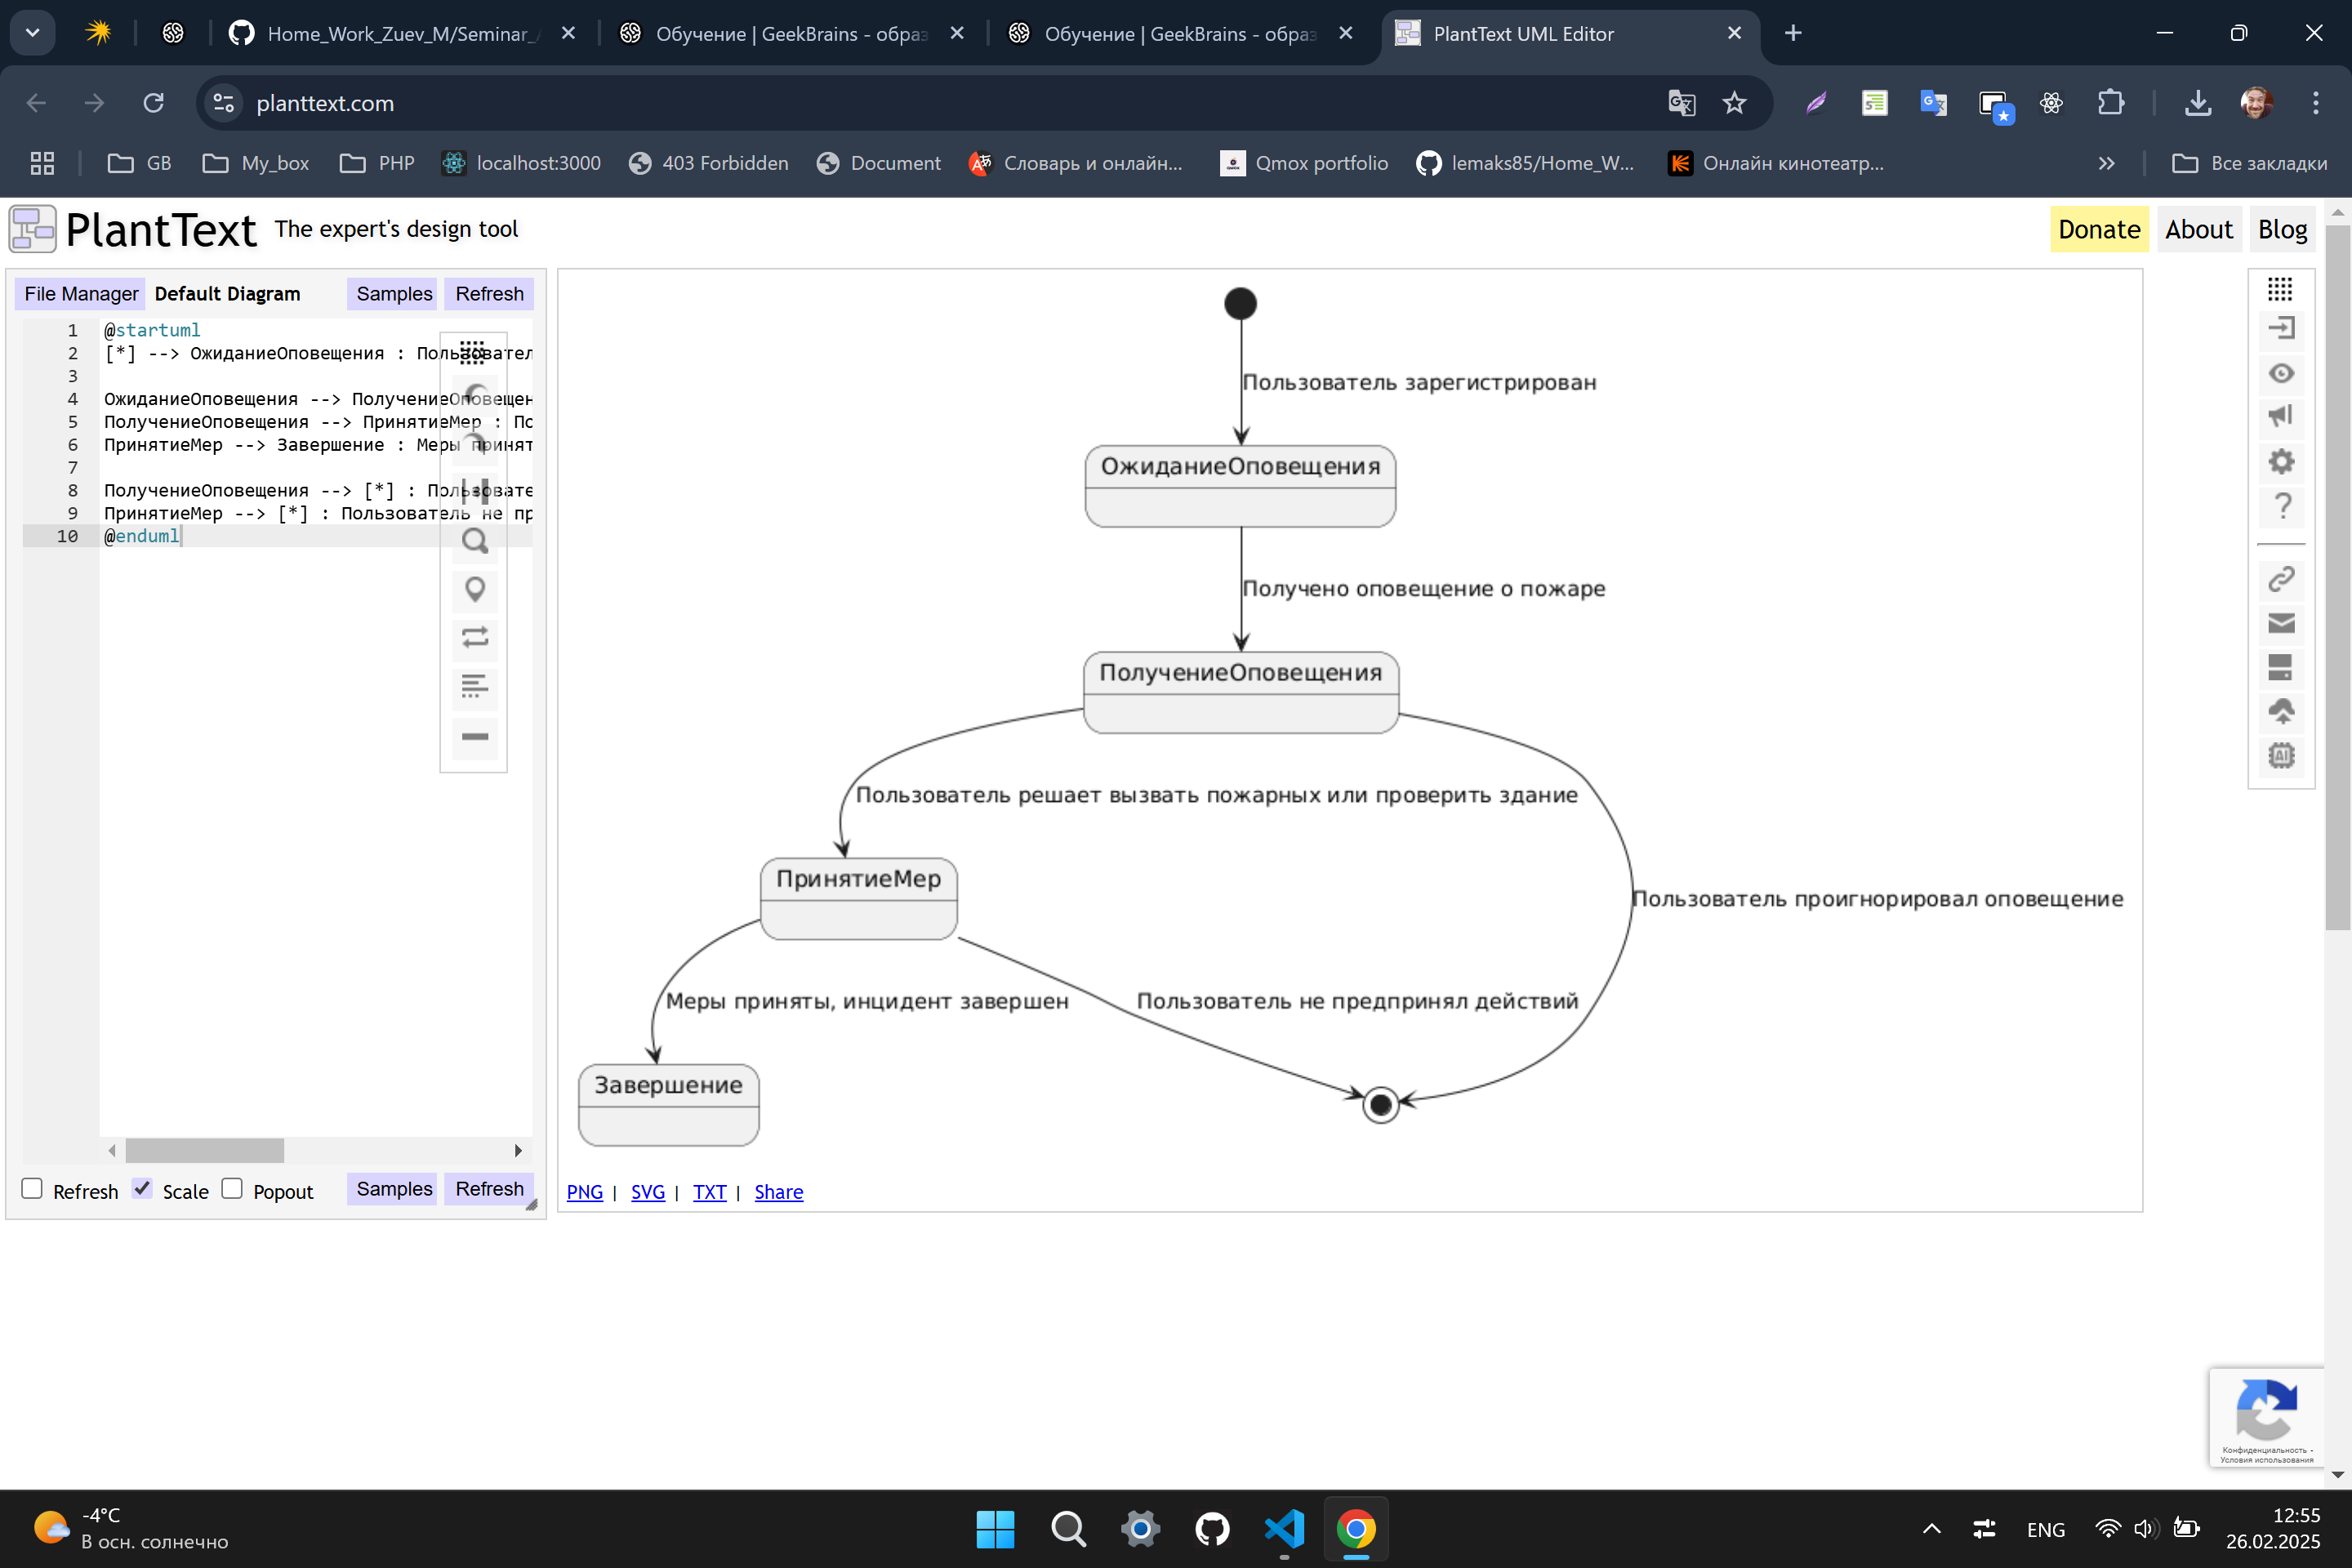 Home_Work_Zuev_M/Seminar_
Обучение | GeekBrains - образ
Обучение | GeekBrains - образ
PlantText UML Editor
planttext.com
GB
My_box
PHP
localhost:3000
403 Forbidden
Document
Словарь и онлайн...
Qmox portfolio
lemaks85/Home_W...
Онлайн кинотеатр...
Все закладки
PlantText The expert's design tool
Donate About Blog
File Manager Default Diagram Samples Refresh
1 @startuml
2 [*] --> ОжиданиеОповещения : Пользовател
3
4 ОжиданиеОповещения --> ПолучениеОповещен
5 ПолучениеОповещения --> ПринятиеМер : По
6 ПринятиеМер --> Завершение : Меры принят
7
8 ПолучениеОповещения --> [*] : Пользовате
9 ПринятиеМер --> [*] : Пользователь не пр
10 @enduml
Refresh Scale Popout Samples Refresh
Пользователь зарегистрирован
ОжиданиеОповещения
Получено оповещение о пожаре
ПолучениеОповещения
Пользователь решает вызвать пожарных или проверить здание
ПринятиеМер
Пользователь проигнорировал оповещение
Меры приняты, инцидент завершен
Пользователь не предпринял действий
Завершение
PNG | SVG | TXT | Share
AI
Конфиденциальность -
Условия использования
-4°C
В осн. солнечно
ENG
12:55
26.02.2025